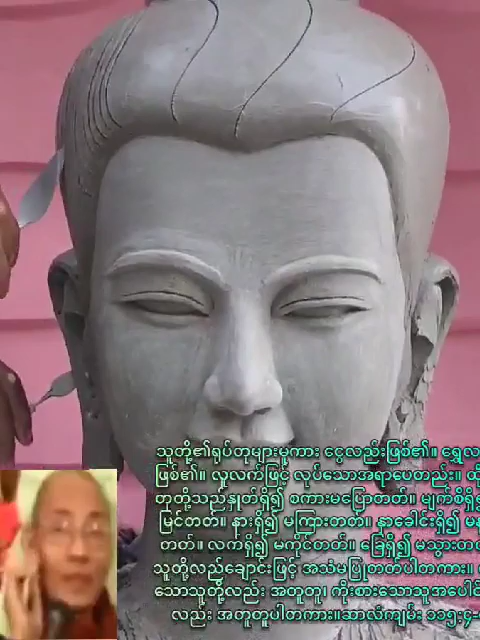 သူတို့၏ရုပ်တုများမူကား ငွေလည်းဖြစ်၏။ ရွှေလ
ဖြစ်၏။ လူလက်ဖြင့် လုပ်သောအရာပေတည်း။ ထို
တုတို့သည်နှုတ်ရှိ၍ စကားမပြောတတ်။ မျက်စိရှိ၍
မြင်တတ်။ နားရှိ၍ မကြားတတ်။ နှာခေါင်းရှိ၍ မန
တတ်။ လက်ရှိ၍ မကိုင်တတ်။ ခြေရှိ၍ မသွားတတ
သူတို့လည်ချောင်းဖြင့် အသံမပြုတတ်ပါတကား။
သောသူတို့လည်း အတူတူ၊ ကိုးစားသောသူအပေါင်
လည်း အတူတူပါတကား။ဆာလံကျမ်း ၁၁၅:၄-